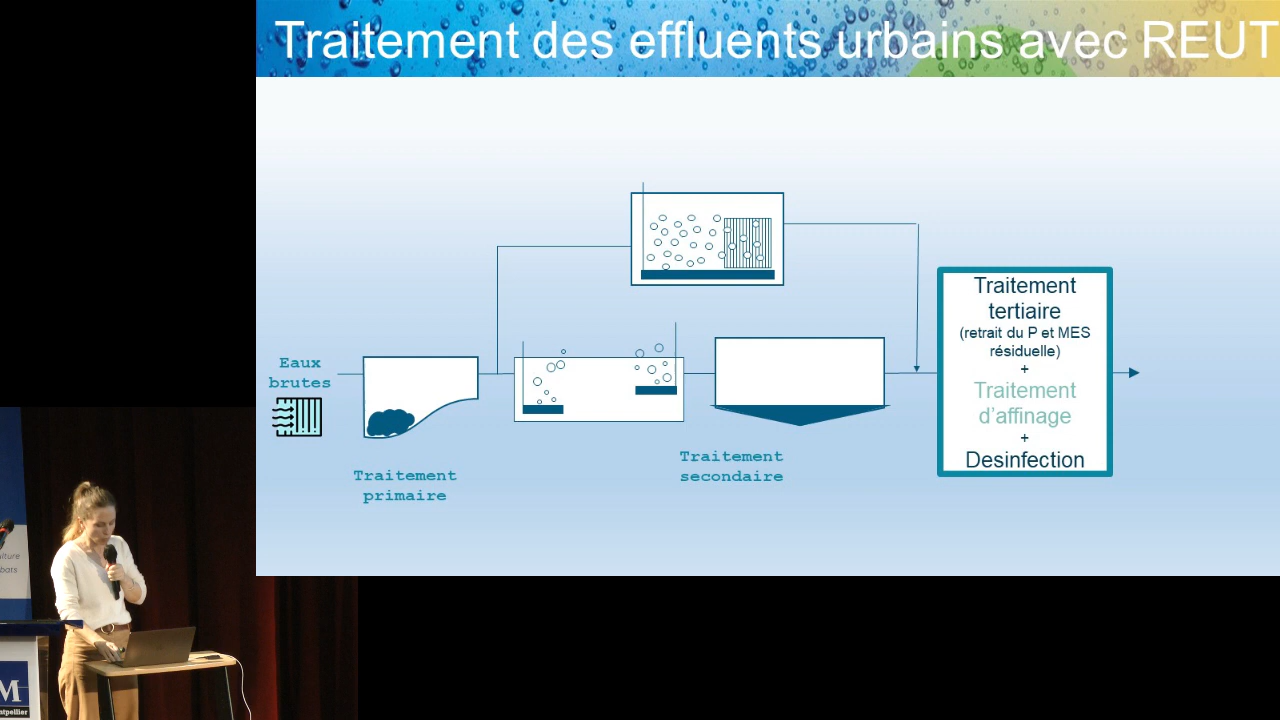 Traitement des effluents urbains avec REUT
Traitement
tertiaire
(retrait du P et MES
résiduelle)
+
Traitement
d'affinage
+
Desinfection
Eaux
brutes
Traitement
primaire
Traitement
secondaire
M